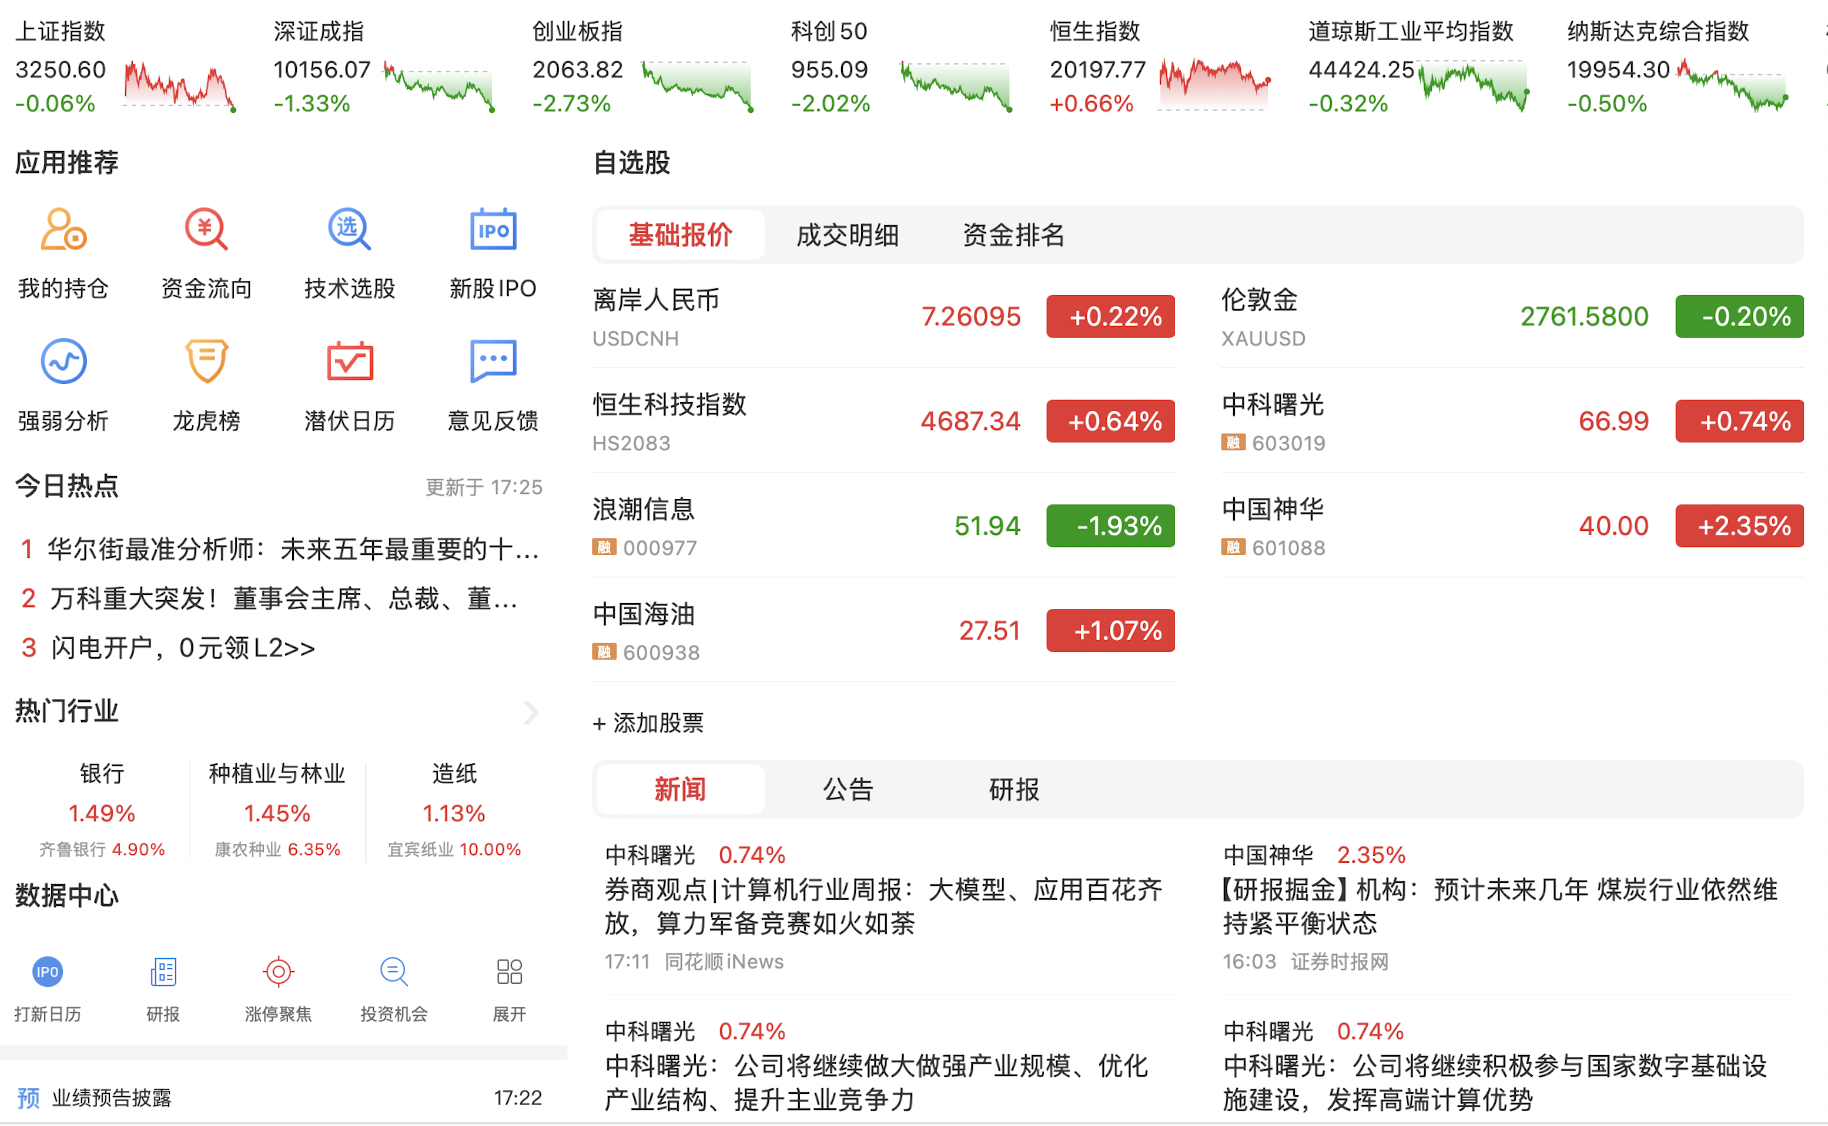 上证指数
3250.60
-0.06%
深证成指
10156.07
-1.33%
创业板指
2063.82
-2.73%
科创50
955.09
-2.02%
恒生指数
20197.77
+0.66%
道琼斯工业平均指数
44424.25
-0.32%
纳斯达克综合指数
19954.30
-0.50%
应用推荐
¥
选
IPO
我的持仓 资金流向 技术选股 新股IPO
强弱分析 龙虎榜 潜伏日历 意见反馈
今日热点 更新于 17:25
1 华尔街最准分析师：未来五年最重要的十...
2 万科重大突发！董事会主席、总裁、董...
3 闪电开户，0元领L2>>
热门行业
银行
1.49%
齐鲁银行 4.90%
种植业与林业
1.45%
康农种业 6.35%
造纸
1.13%
宜宾纸业 10.00%
数据中心
IPO
打新日历 研报 涨停聚焦 投资机会 展开
预 业绩预告披露 17:22
自选股
基础报价 成交明细 资金排名
离岸人民币
USDCNH
7.26095 +0.22%
伦敦金
XAUUSD
2761.5800 -0.20%
恒生科技指数
HS2083
4687.34 +0.64%
中科曙光
融 603019
66.99 +0.74%
浪潮信息
融 000977
51.94 -1.93%
中国神华
融 601088
40.00 +2.35%
中国海油
融 600938
27.51 +1.07%
+ 添加股票
新闻 公告 研报
中科曙光 0.74%
券商观点|计算机行业周报：大模型、应用百花齐
放，算力军备竞赛如火如荼
17:11 同花顺iNews
中国神华 2.35%
【研报掘金】机构：预计未来几年 煤炭行业依然维
持紧平衡状态
16:03 证券时报网
中科曙光 0.74%
中科曙光：公司将继续做大做强产业规模、优化
产业结构、提升主业竞争力
中科曙光 0.74%
中科曙光：公司将继续积极参与国家数字基础设
施建设，发挥高端计算优势